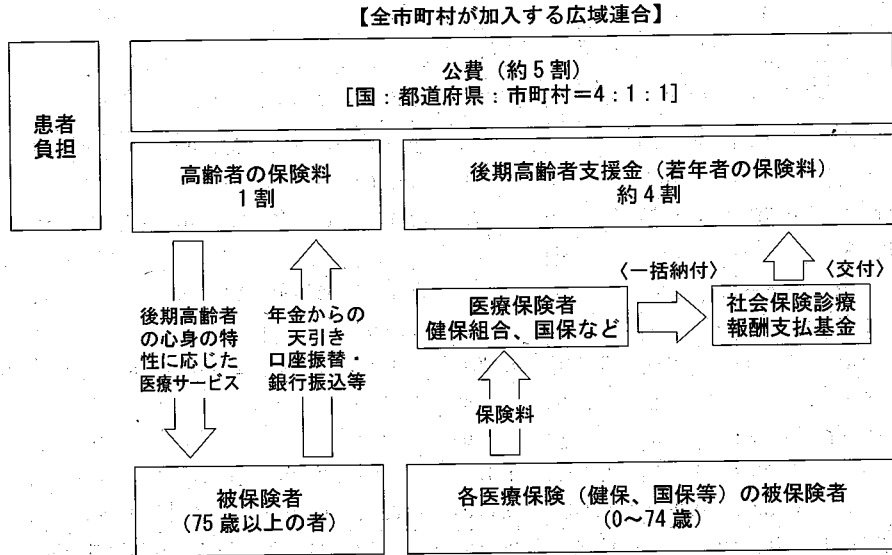 【全市町村が加入する広域連合】
患者
負担
公費（約5割）
[国：都道府県：市町村＝4：1：1]
高齢者の保険料
1割
後期高齢者支援金（若年者の保険料）
約4割
後期高齢者
の心身の特
性に応じた
医療サービス
年金からの
天引き
口座振替・
銀行振込等
医療保険者
健保組合、国保など
〈一括納付〉
社会保険診療
報酬支払基金
〈交付〉
保険料
被保険者
(75歳以上の者)
各医療保険（健保、国保等）の被保険者
(0～74歳)